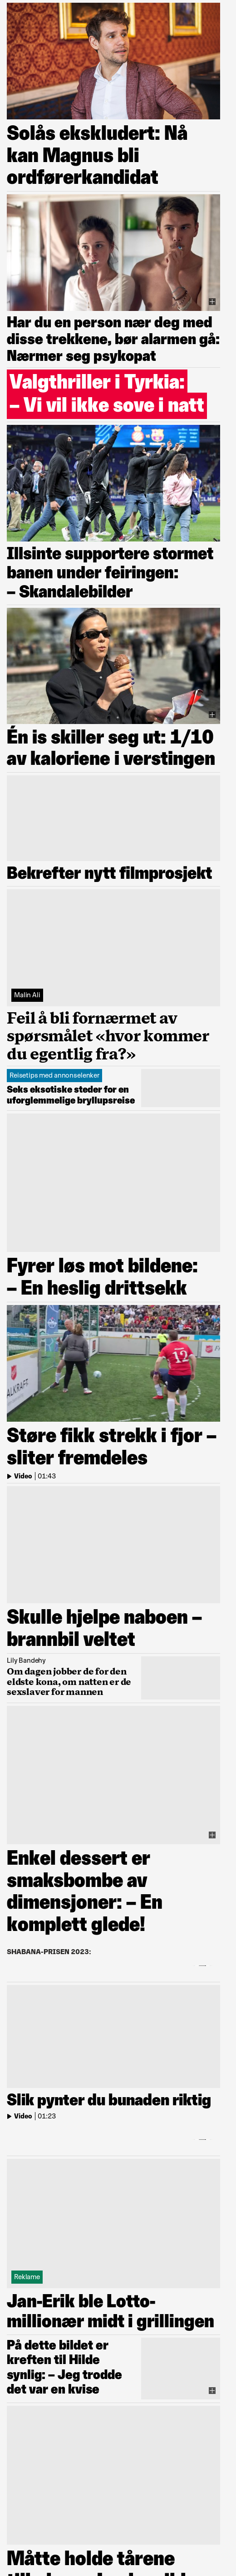 Solås ekskludert: Nå
kan Magnus bli
ordførerkandidat
Har du en person nær deg med
disse trekkene, bør alarmen gå:
Nærmer seg psykopat
Valgthriller i Tyrkia:
– Vi vil ikke sove i natt
Illsinte supportere stormet
banen under feiringen:
– Skandalebilder
Én is skiller seg ut: 1/10
av kaloriene i verstingen
Bekrefter nytt filmprosjekt
Malin Ali
Feil å bli fornærmet av
spørsmålet «hvor kommer
du egentlig fra?»
Reisetips med annonselenker
Seks eksotiske steder for en
uforglemmelige bryllupsreise
Fyrer løs mot bildene:
– En heslig drittsekk
12
Støre fikk strekk i fjor –
sliter fremdeles
Video | 01:43
Skulle hjelpe naboen –
brannbil veltet
Lily Bandehy
Om dagen jobber de for den
eldste kona, om natten er de
sexslaver for mannen
Enkel dessert er
smaksbombe av
dimensjoner: – En
komplett glede!
SHABANA-PRISEN 2023:
Slik pynter du bunaden riktig
Video | 01:23
Reklame
Jan-Erik ble Lotto-
millionær midt i grillingen
På dette bildet er
kreften til Hilde
synlig: – Jeg trodde
det var en kvise
Måtte holde tårene